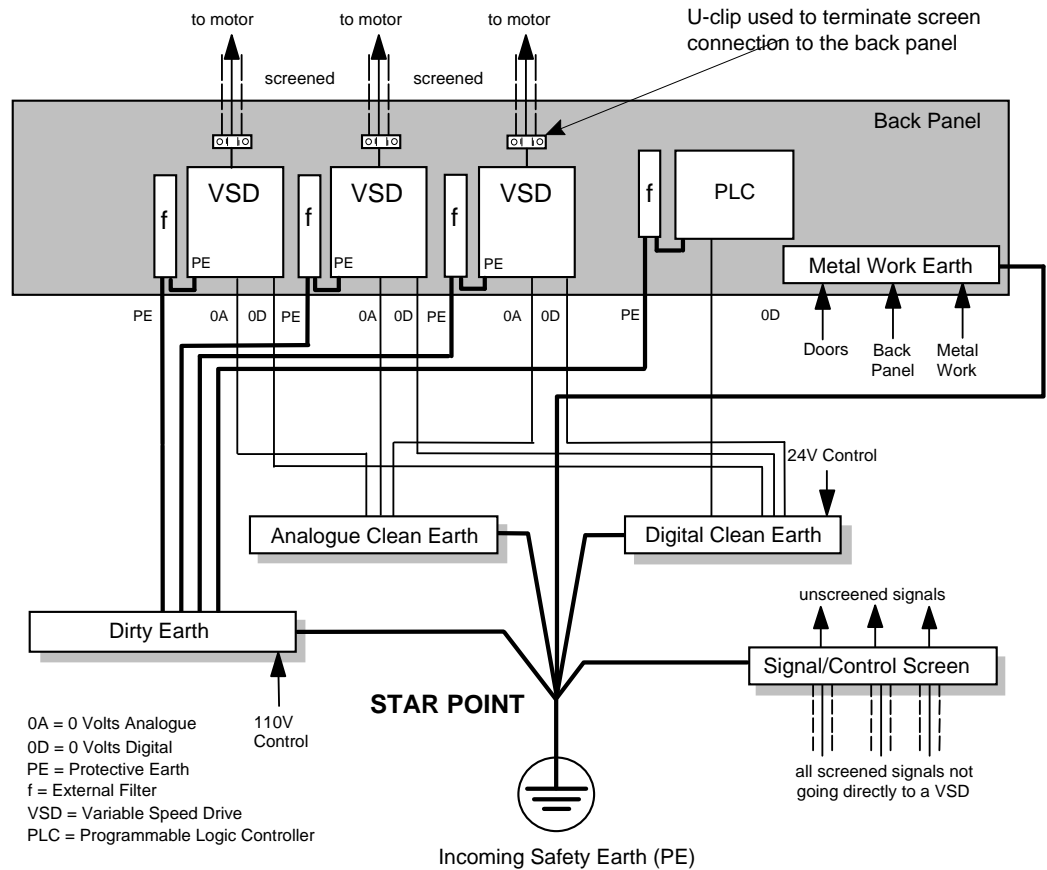 to motor
to motor
to motor
U-clip used to terminate screen
connection to the back panel
screened
screened
Back Panel
VSD
VSD
VSD
PLC
f
f
f
f
PE
PE
PE
Metal Work Earth
PE
0A
0D
PE
0A
0D
PE
0A
0D
PE
0D
Doors
Back
Panel
Metal
Work
24V Control
Analogue Clean Earth
Digital Clean Earth
unscreened signals
Dirty Earth
Signal/Control Screen
STAR POINT
110V
Control
0A = 0 Volts Analogue
0D = 0 Volts Digital
PE = Protective Earth
f = External Filter
VSD = Variable Speed Drive
PLC = Programmable Logic Controller
all screened signals not
going directly to a VSD
Incoming Safety Earth (PE)